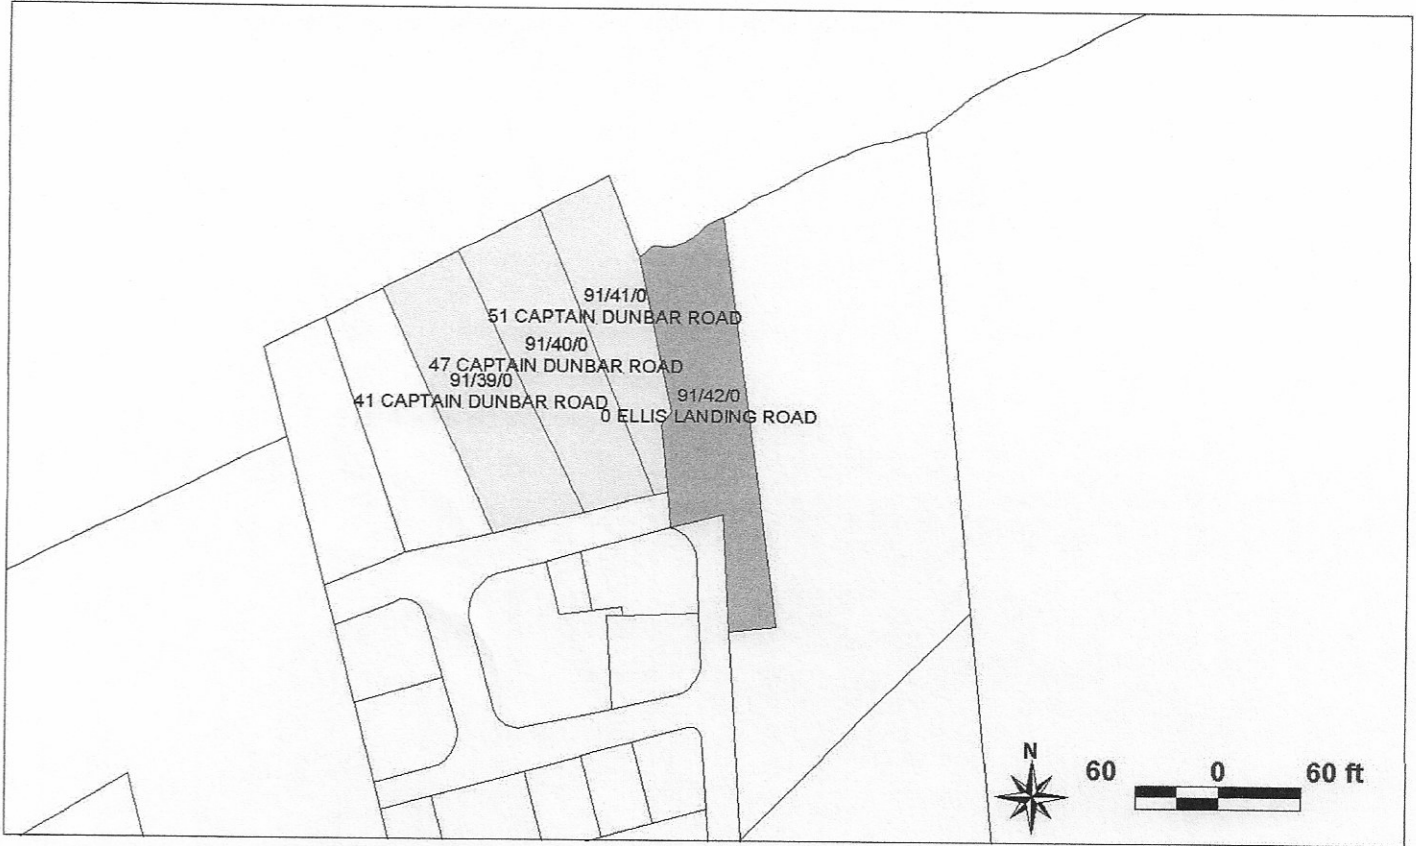 91/41/0
51 CAPTAIN DUNBAR ROAD
91/40/0
47 CAPTAIN DUNBAR ROAD
91/39/0
41 CAPTAIN DUNBAR ROAD
91/42/0
0 ELLIS LANDING ROAD
N
60 0 60 ft